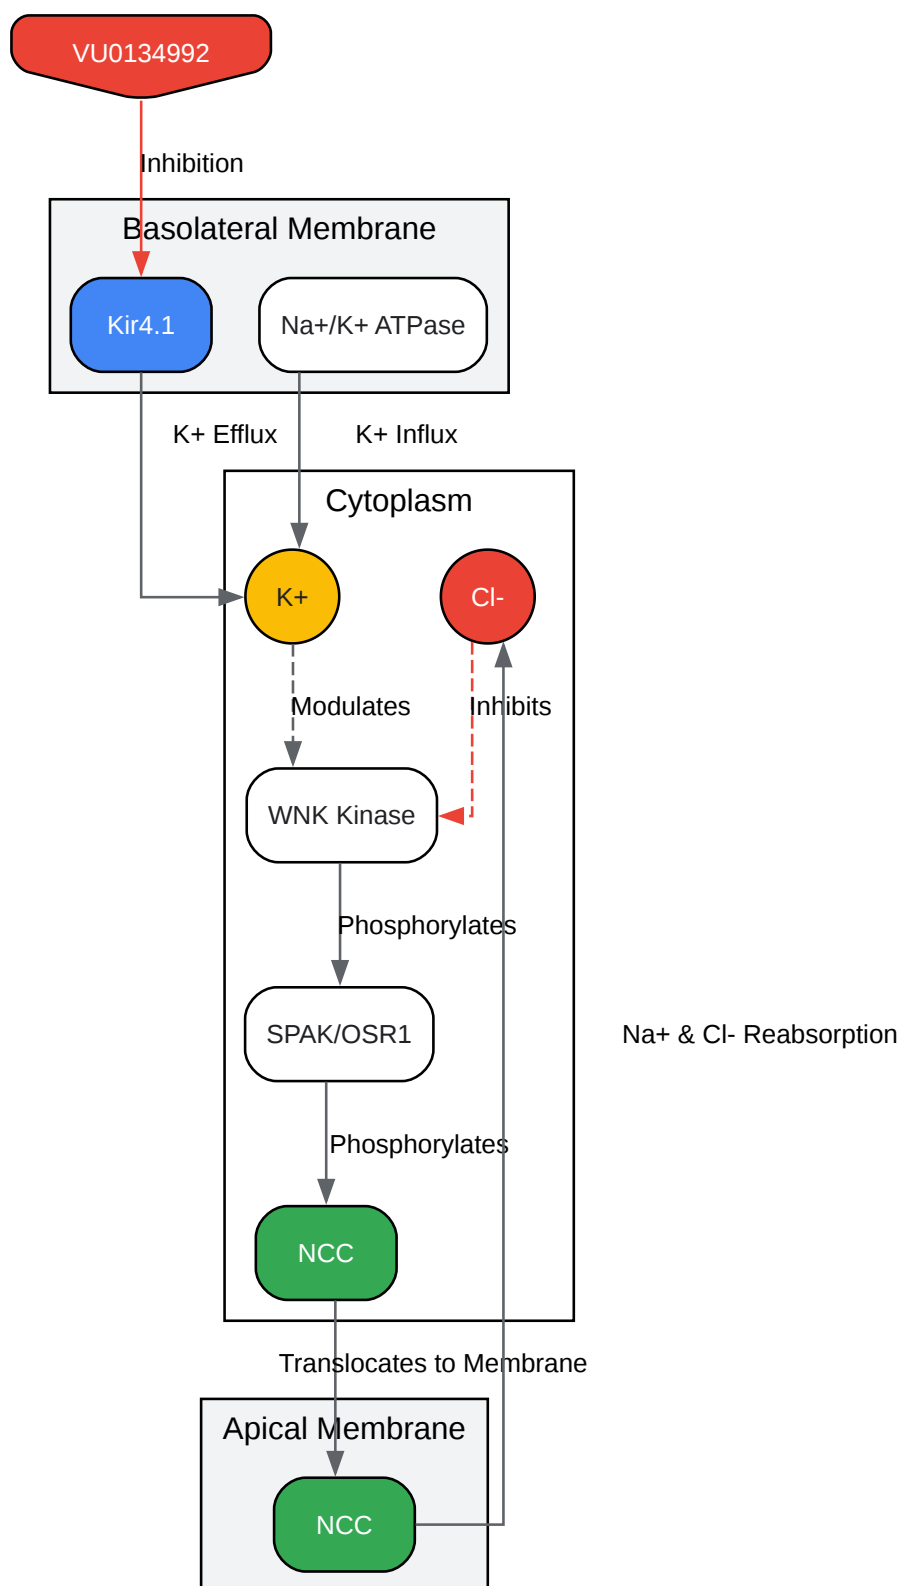 VU0134992
Inhibition
Basolateral Membrane
Kir4.1
Na+/K+ ATPase
K+ Efflux
K+ Influx
Cytoplasm
K+
Cl-
Modulates
Inhibits
WNK Kinase
Phosphorylates
SPAK/OSR1
Na+ & Cl- Reabsorption
Phosphorylates
NCC
Translocates to Membrane
Apical Membrane
NCC